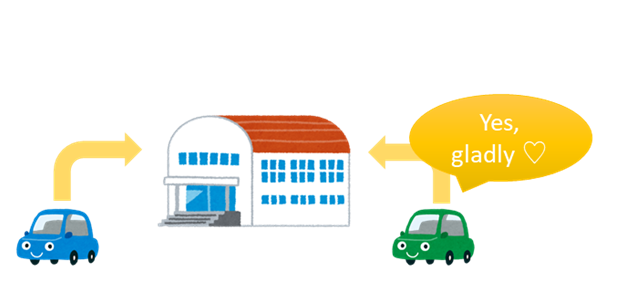 Yes,
gladly ♡